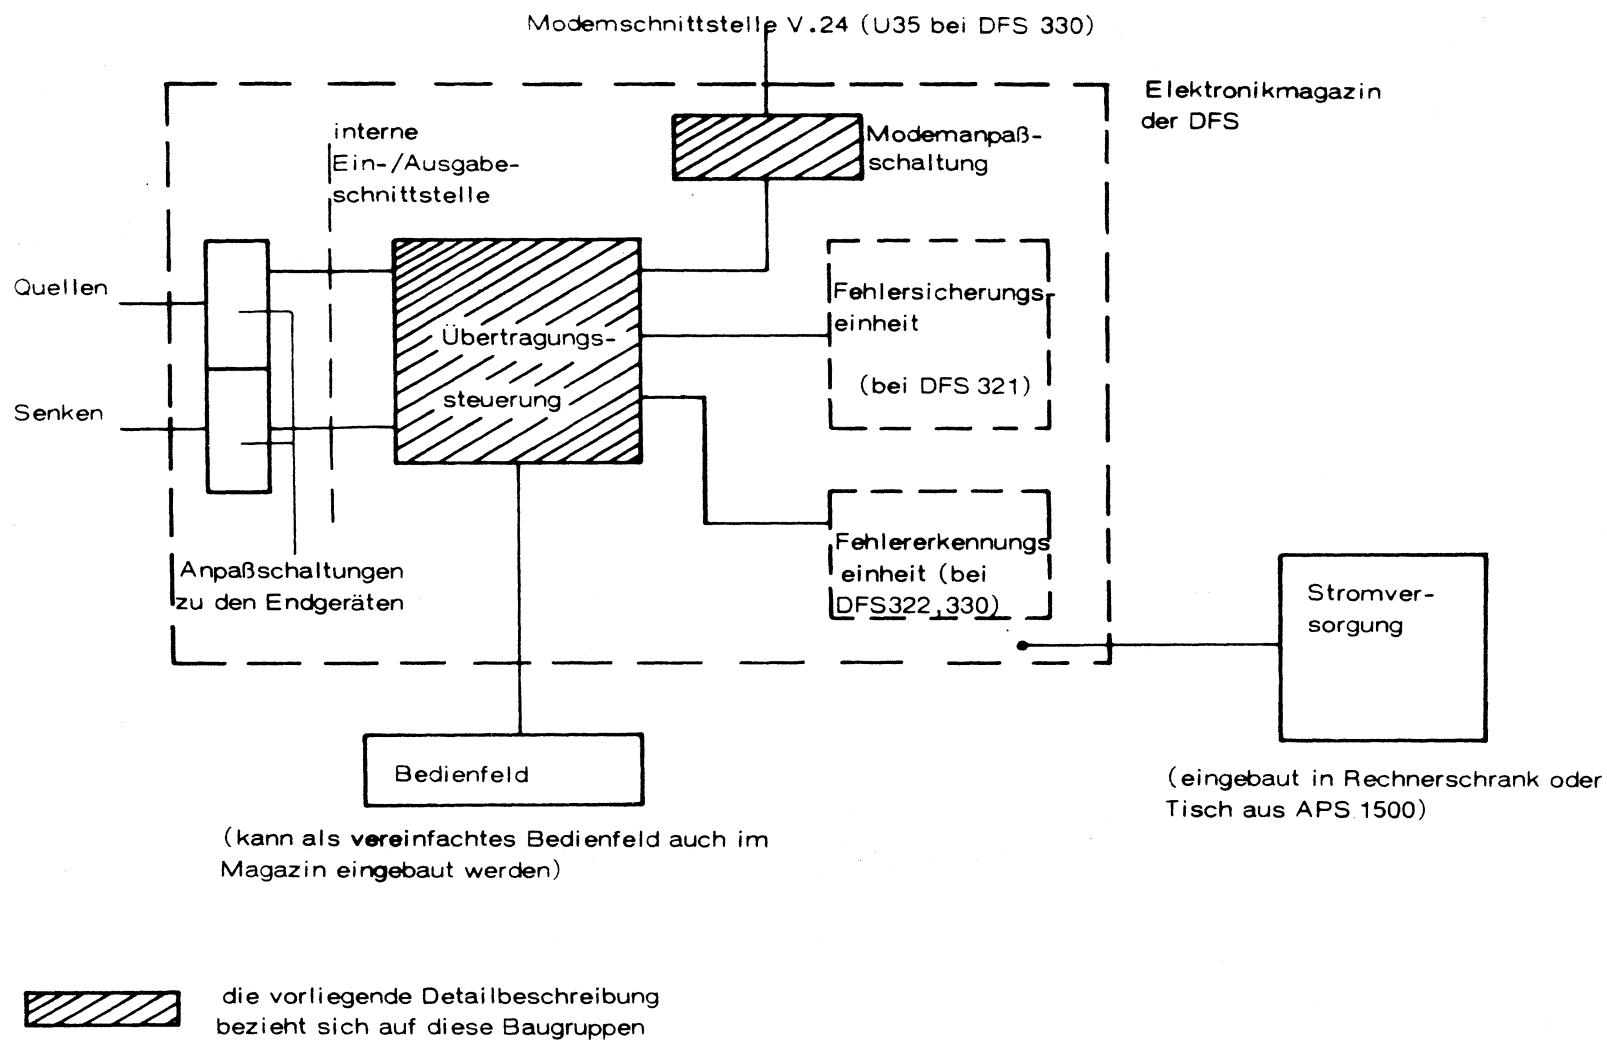 Modemschnittstelle V.24 (U35 bei DFS 330)
Elektronikmagazin
der DFS
interne
Ein-/Ausgabe-
schnittstelle
Modemanpaß-
schaltung
Quellen
Senken
Übertragungs-
steuerung
Fehlersicherungs-
einheit
(bei DFS 321)
Fehlererkennungs
einheit (bei
DFS322,330)
Anpaßschaltungen
zu den Endgeräten
Stromver-
sorgung
(eingebaut in Rechnerschrank oder
Tisch aus APS 1500)
Bedienfeld
(kann als vereinfachtes Bedienfeld auch im
Magazin eingebaut werden)
die vorliegende Detailbeschreibung
bezieht sich auf diese Baugruppen